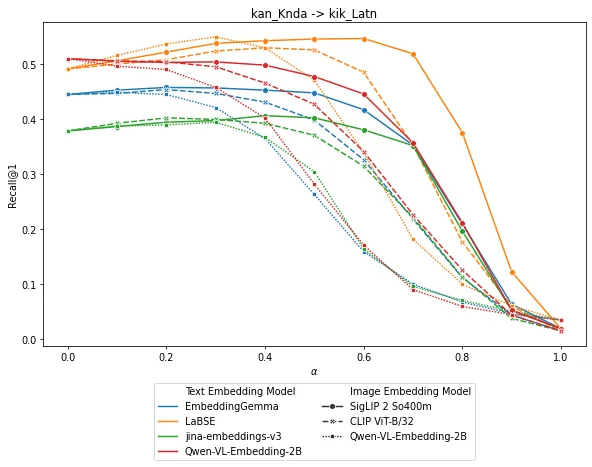 kan_Knda -> kik_Latn
Recall@1
0.5
0.4
0.3
0.2
0.1
0.0
0.0 0.2 0.4 0.6 0.8 1.0
α
Text Embedding Model Image Embedding Model
EmbeddingGemma SigLIP 2 So400m
LaBSE CLIP ViT-B/32
jina-embeddings-v3 Qwen-VL-Embedding-2B
Qwen-VL-Embedding-2B